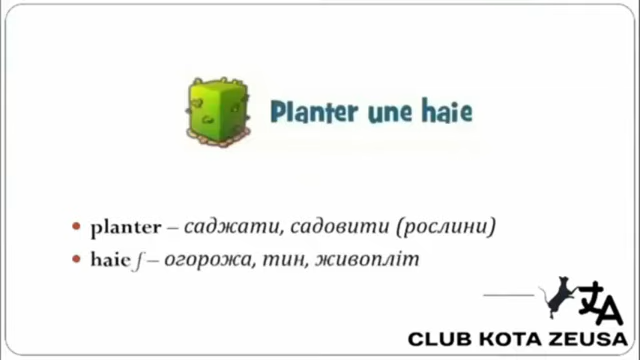 Planter une haie
• planter – саджати, садовити (рослини)
• haie f – огорожа, тин, живопліт
CLUB KOTA ZEUSA